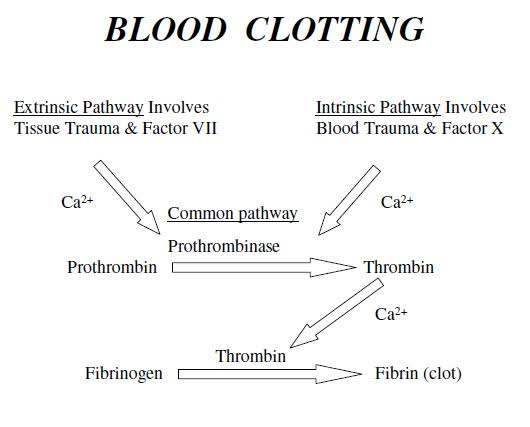 BLOOD CLOTTING
Extrinsic Pathway Involves
Tissue Trauma & Factor VII
Intrinsic Pathway Involves
Blood Trauma & Factor X
Ca²⁺
Ca²⁺
Common pathway
Prothrombinase
Prothrombin
Thrombin
Ca²⁺
Thrombin
Fibrinogen
Fibrin (clot)